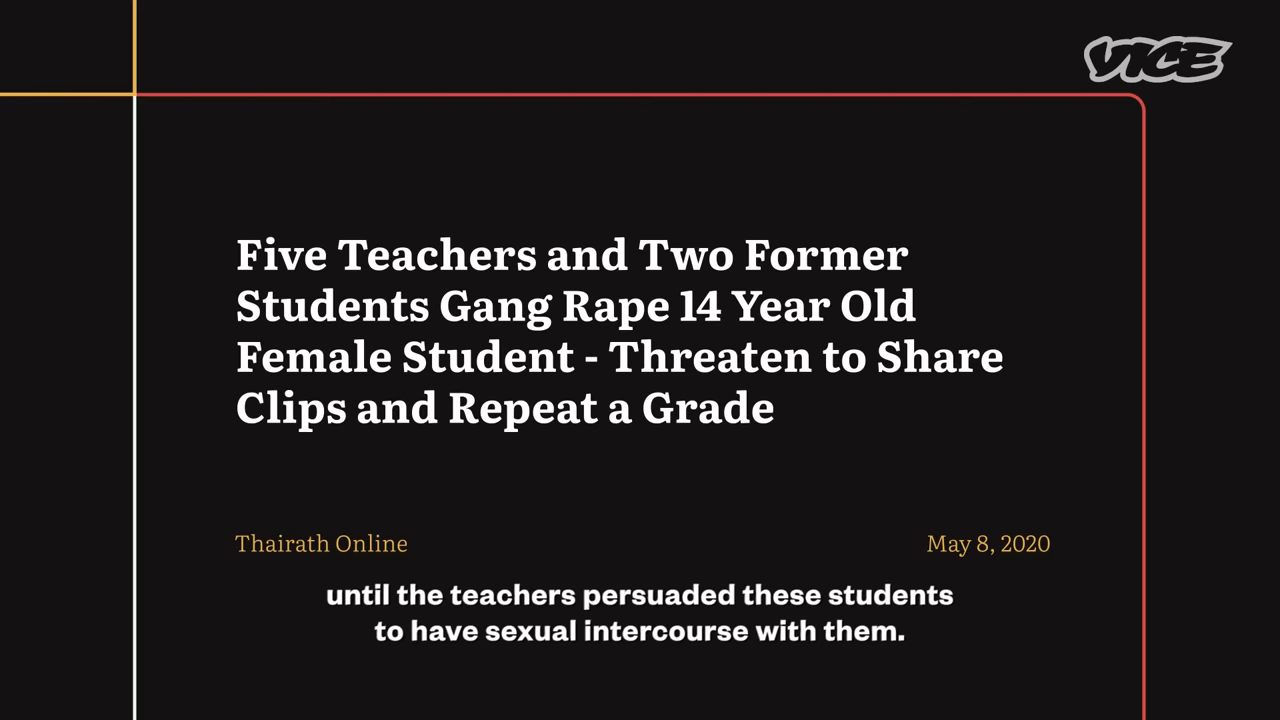 VICE
Five Teachers and Two Former
Students Gang Rape 14 Year Old
Female Student - Threaten to Share
Clips and Repeat a Grade
Thairath Online
May 8, 2020
until the teachers persuaded these students
to have sexual intercourse with them.